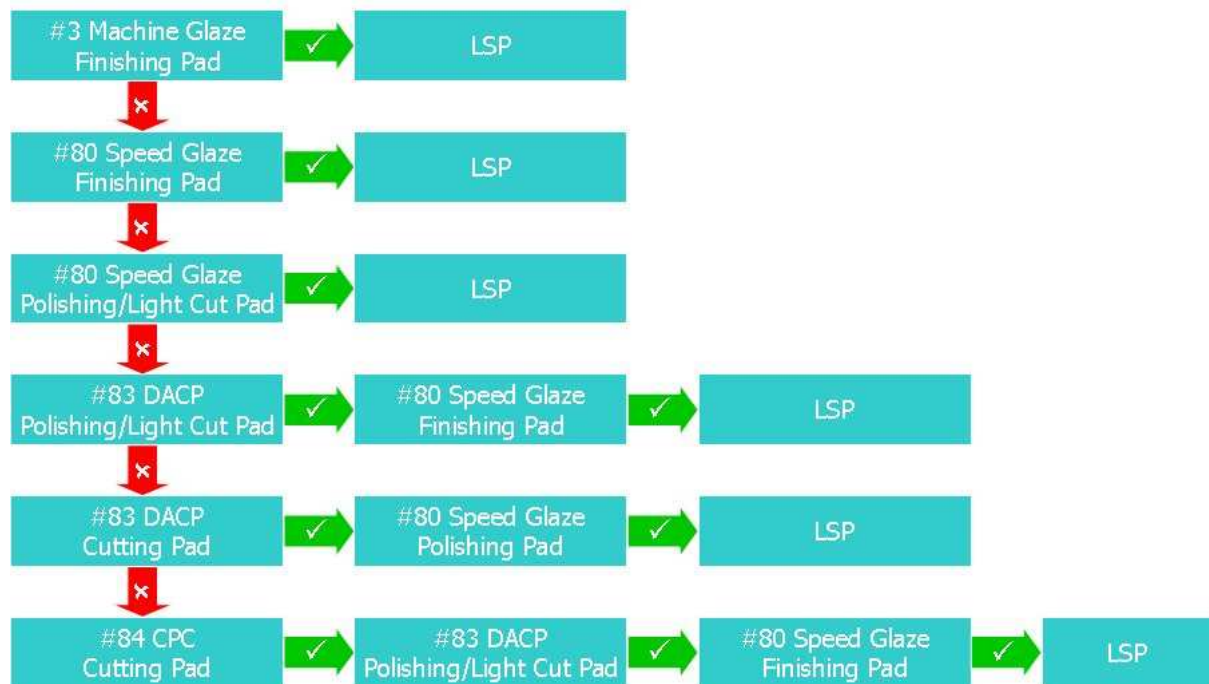 #3 Machine Glaze
Finishing Pad
LSP
#80 Speed Glaze
Finishing Pad
LSP
#80 Speed Glaze
Polishing/Light Cut Pad
LSP
#83 DACP
Polishing/Light Cut Pad
#80 Speed Glaze
Finishing Pad
LSP
#83 DACP
Cutting Pad
#80 Speed Glaze
Polishing Pad
LSP
#84 CPC
Cutting Pad
#83 DACP
Polishing/Light Cut Pad
#80 Speed Glaze
Finishing Pad
LSP